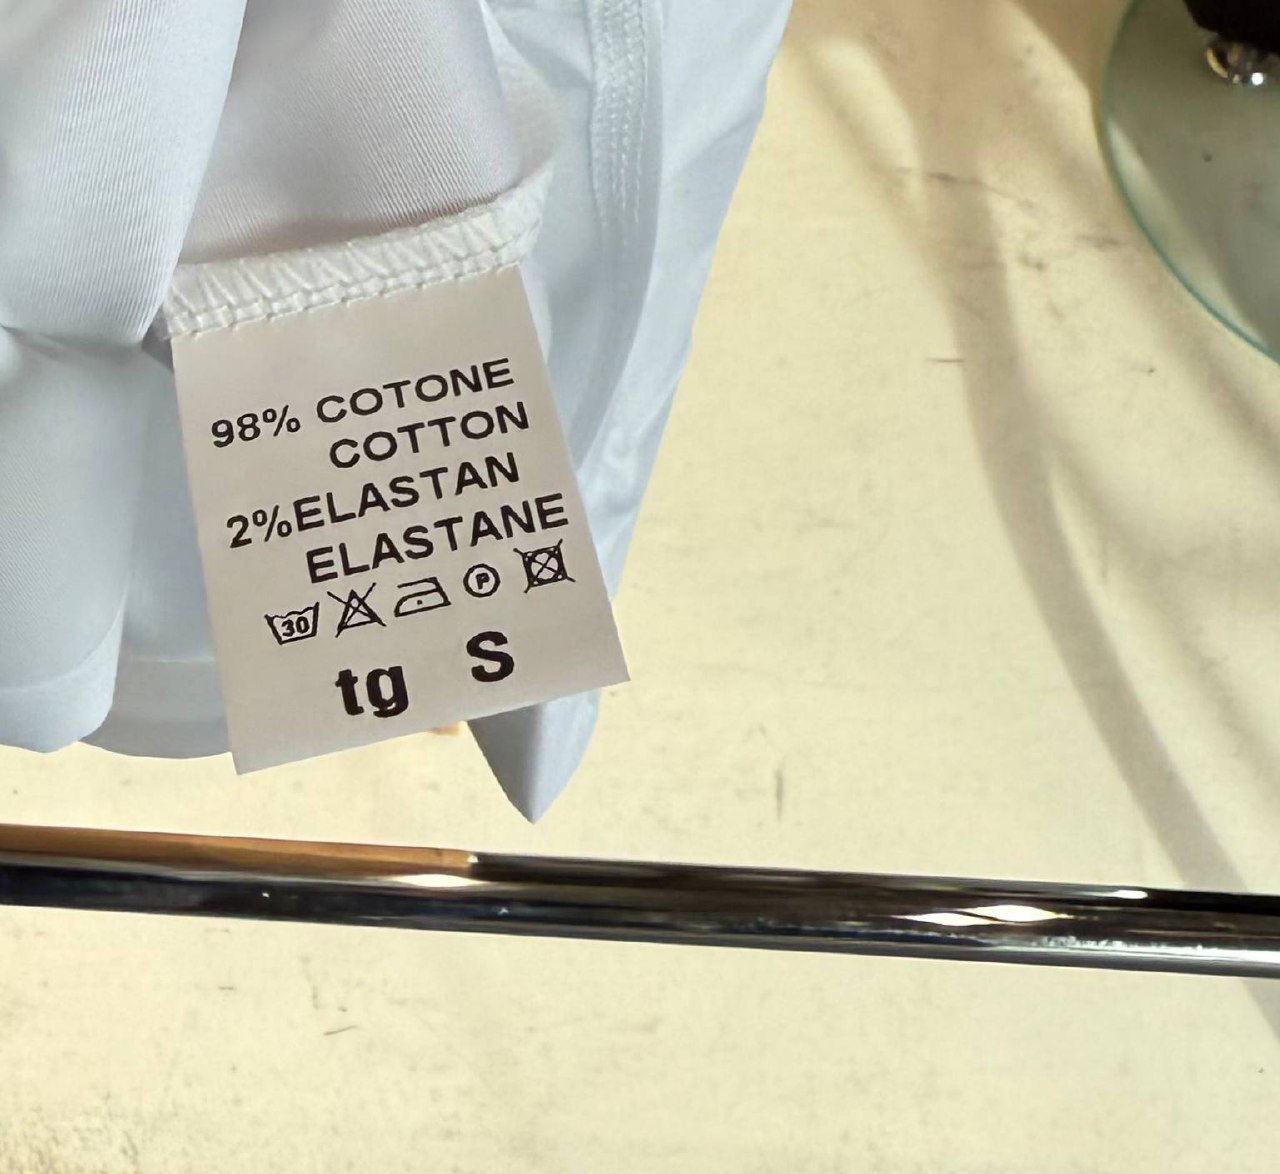 98% COTONE
COTTON
2%ELASTAN
ELASTANE
30 P
tg S